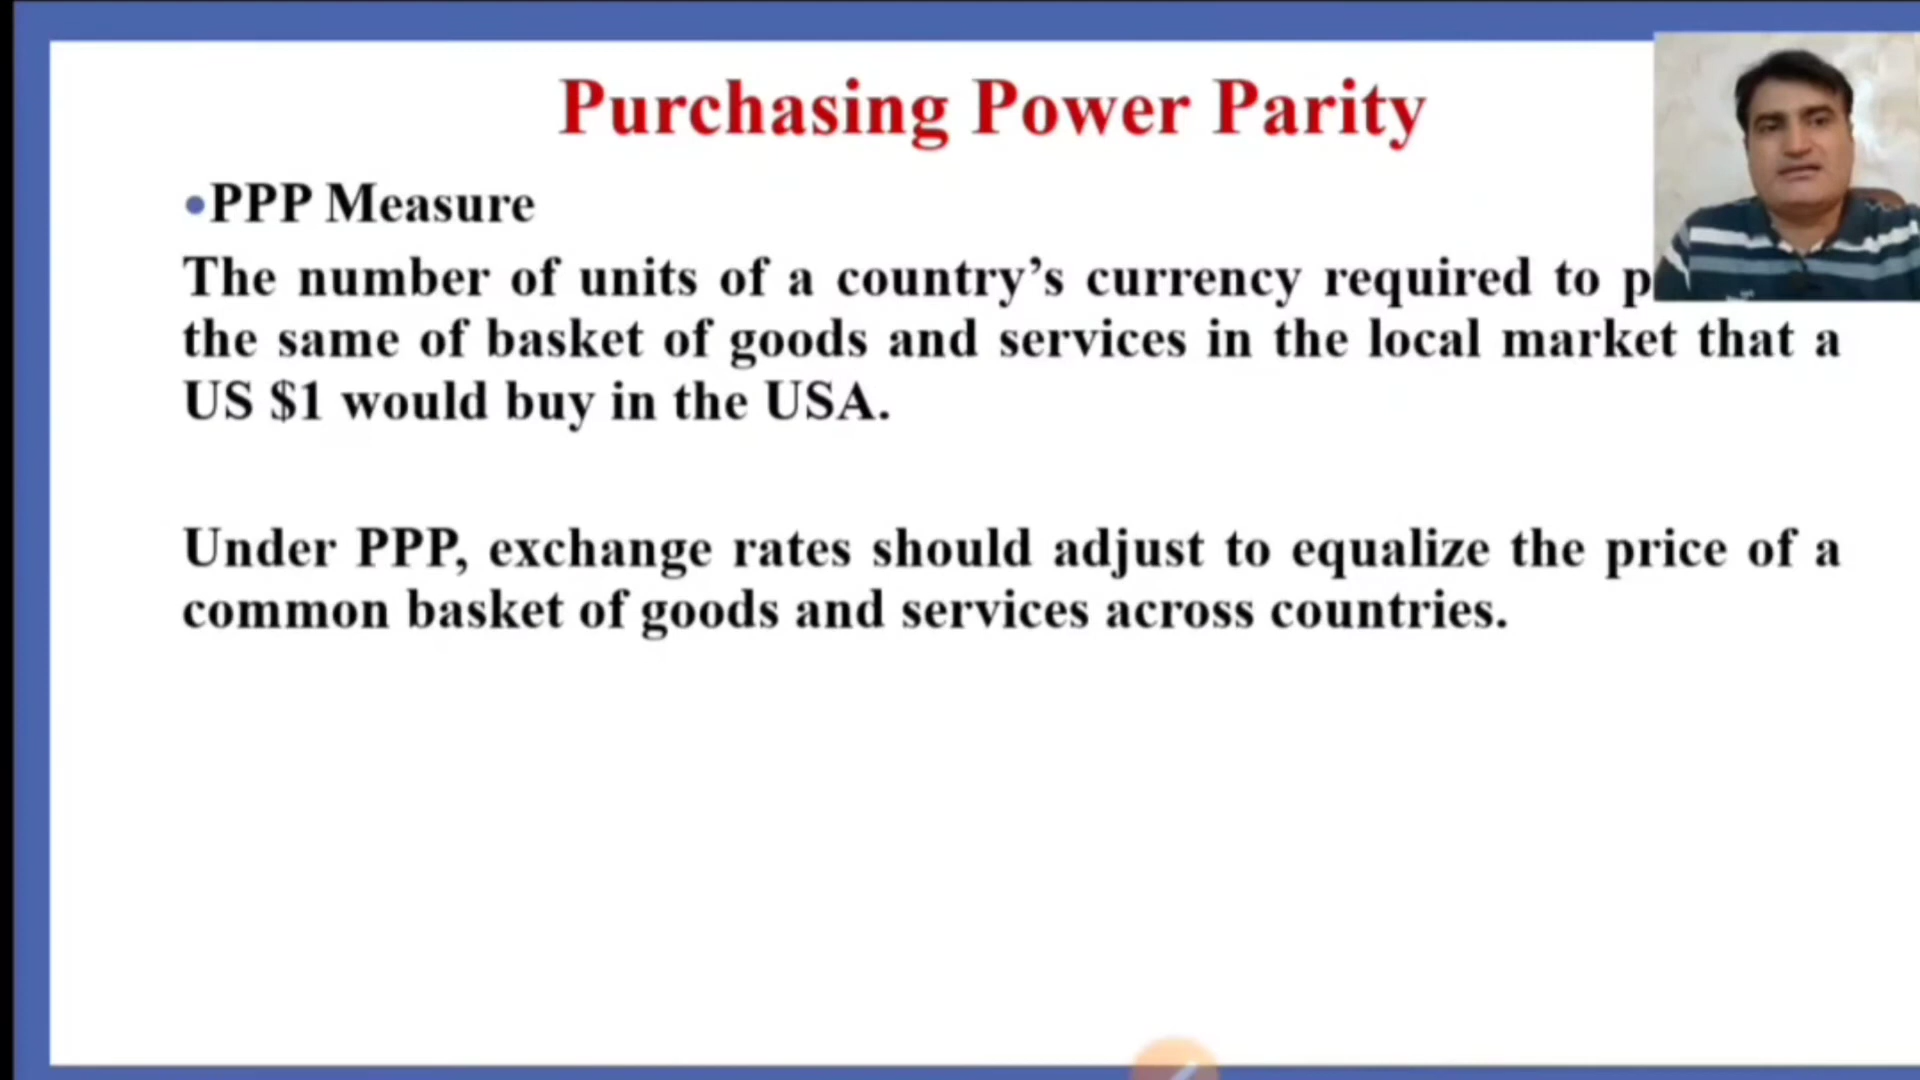 Purchasing Power Parity
•PPP Measure
The number of units of a country’s currency required to
the same of basket of goods and services in the local market that a
US $1 would buy in the USA.
Under PPP, exchange rates should adjust to equalize the price of a
common basket of goods and services across countries.